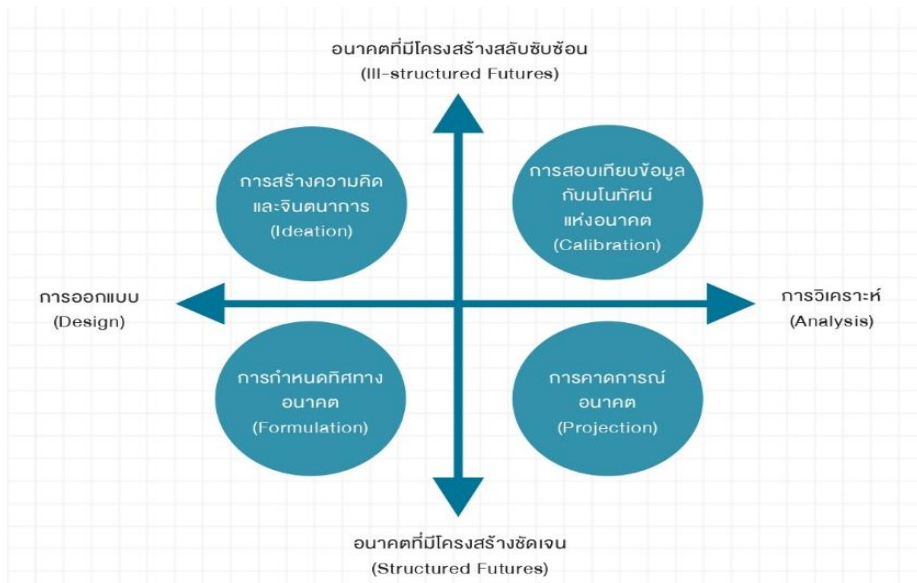 อนาคตที่มีโครงสร้างสลับซับซ้อน
(III-structured Futures)
การสร้างความคิด
และจินตนาการ
(Ideation)
การสอบเทียบข้อมูล
กับมโนทัศน์
แห่งอนาคต
(Calibration)
การออกแบบ
(Design)
การวิเคราะห์
(Analysis)
การกำหนดทิศทาง
อนาคต
(Formulation)
การคาดการณ์
อนาคต
(Projection)
อนาคตที่มีโครงสร้างชัดเจน
(Structured Futures)